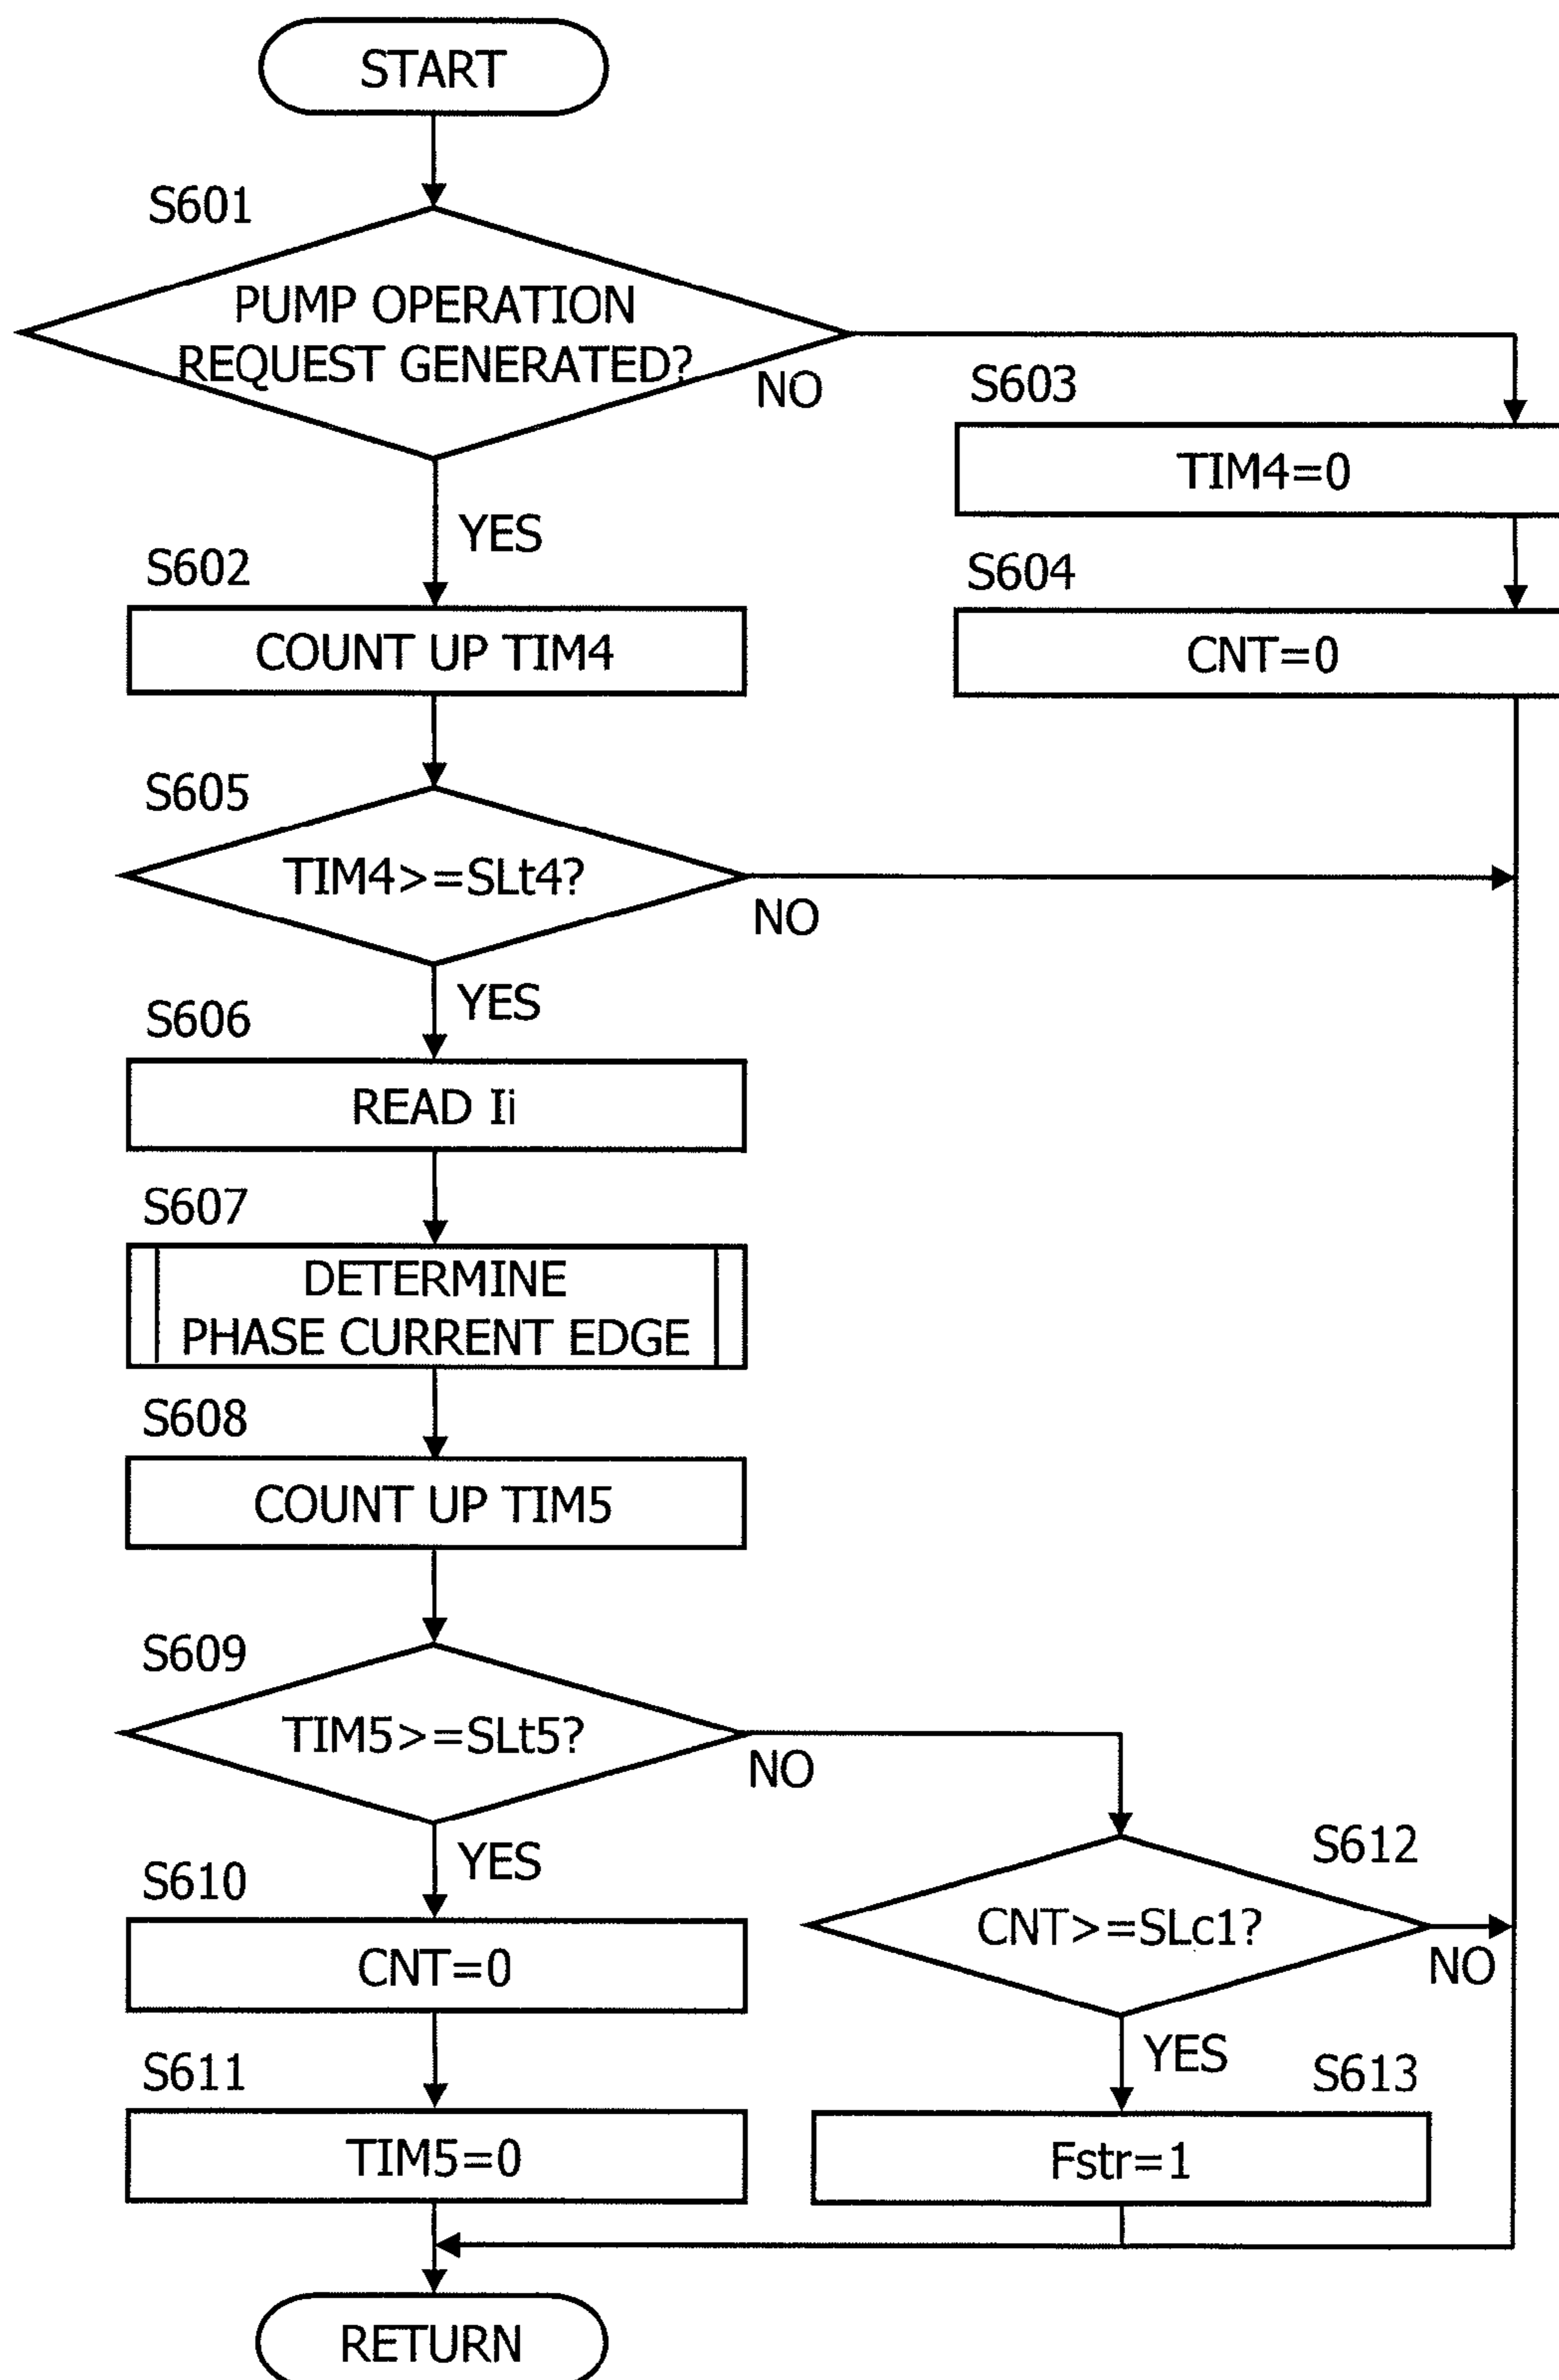 START
S601
PUMP OPERATION
REQUEST GENERATED?
NO
S603
TIM4=0
YES
S602
COUNT UP TIM4
S604
CNT=0
S605
TIM4>=SLt4?
NO
YES
S606
READ Ii
S607
DETERMINE
PHASE CURRENT EDGE
S608
COUNT UP TIM5
S609
TIM5>=SLt5?
NO
YES
S610
CNT=0
S612
CNT>=SLc1?
NO
YES
S611
TIM5=0
S613
Fstr=1
RETURN